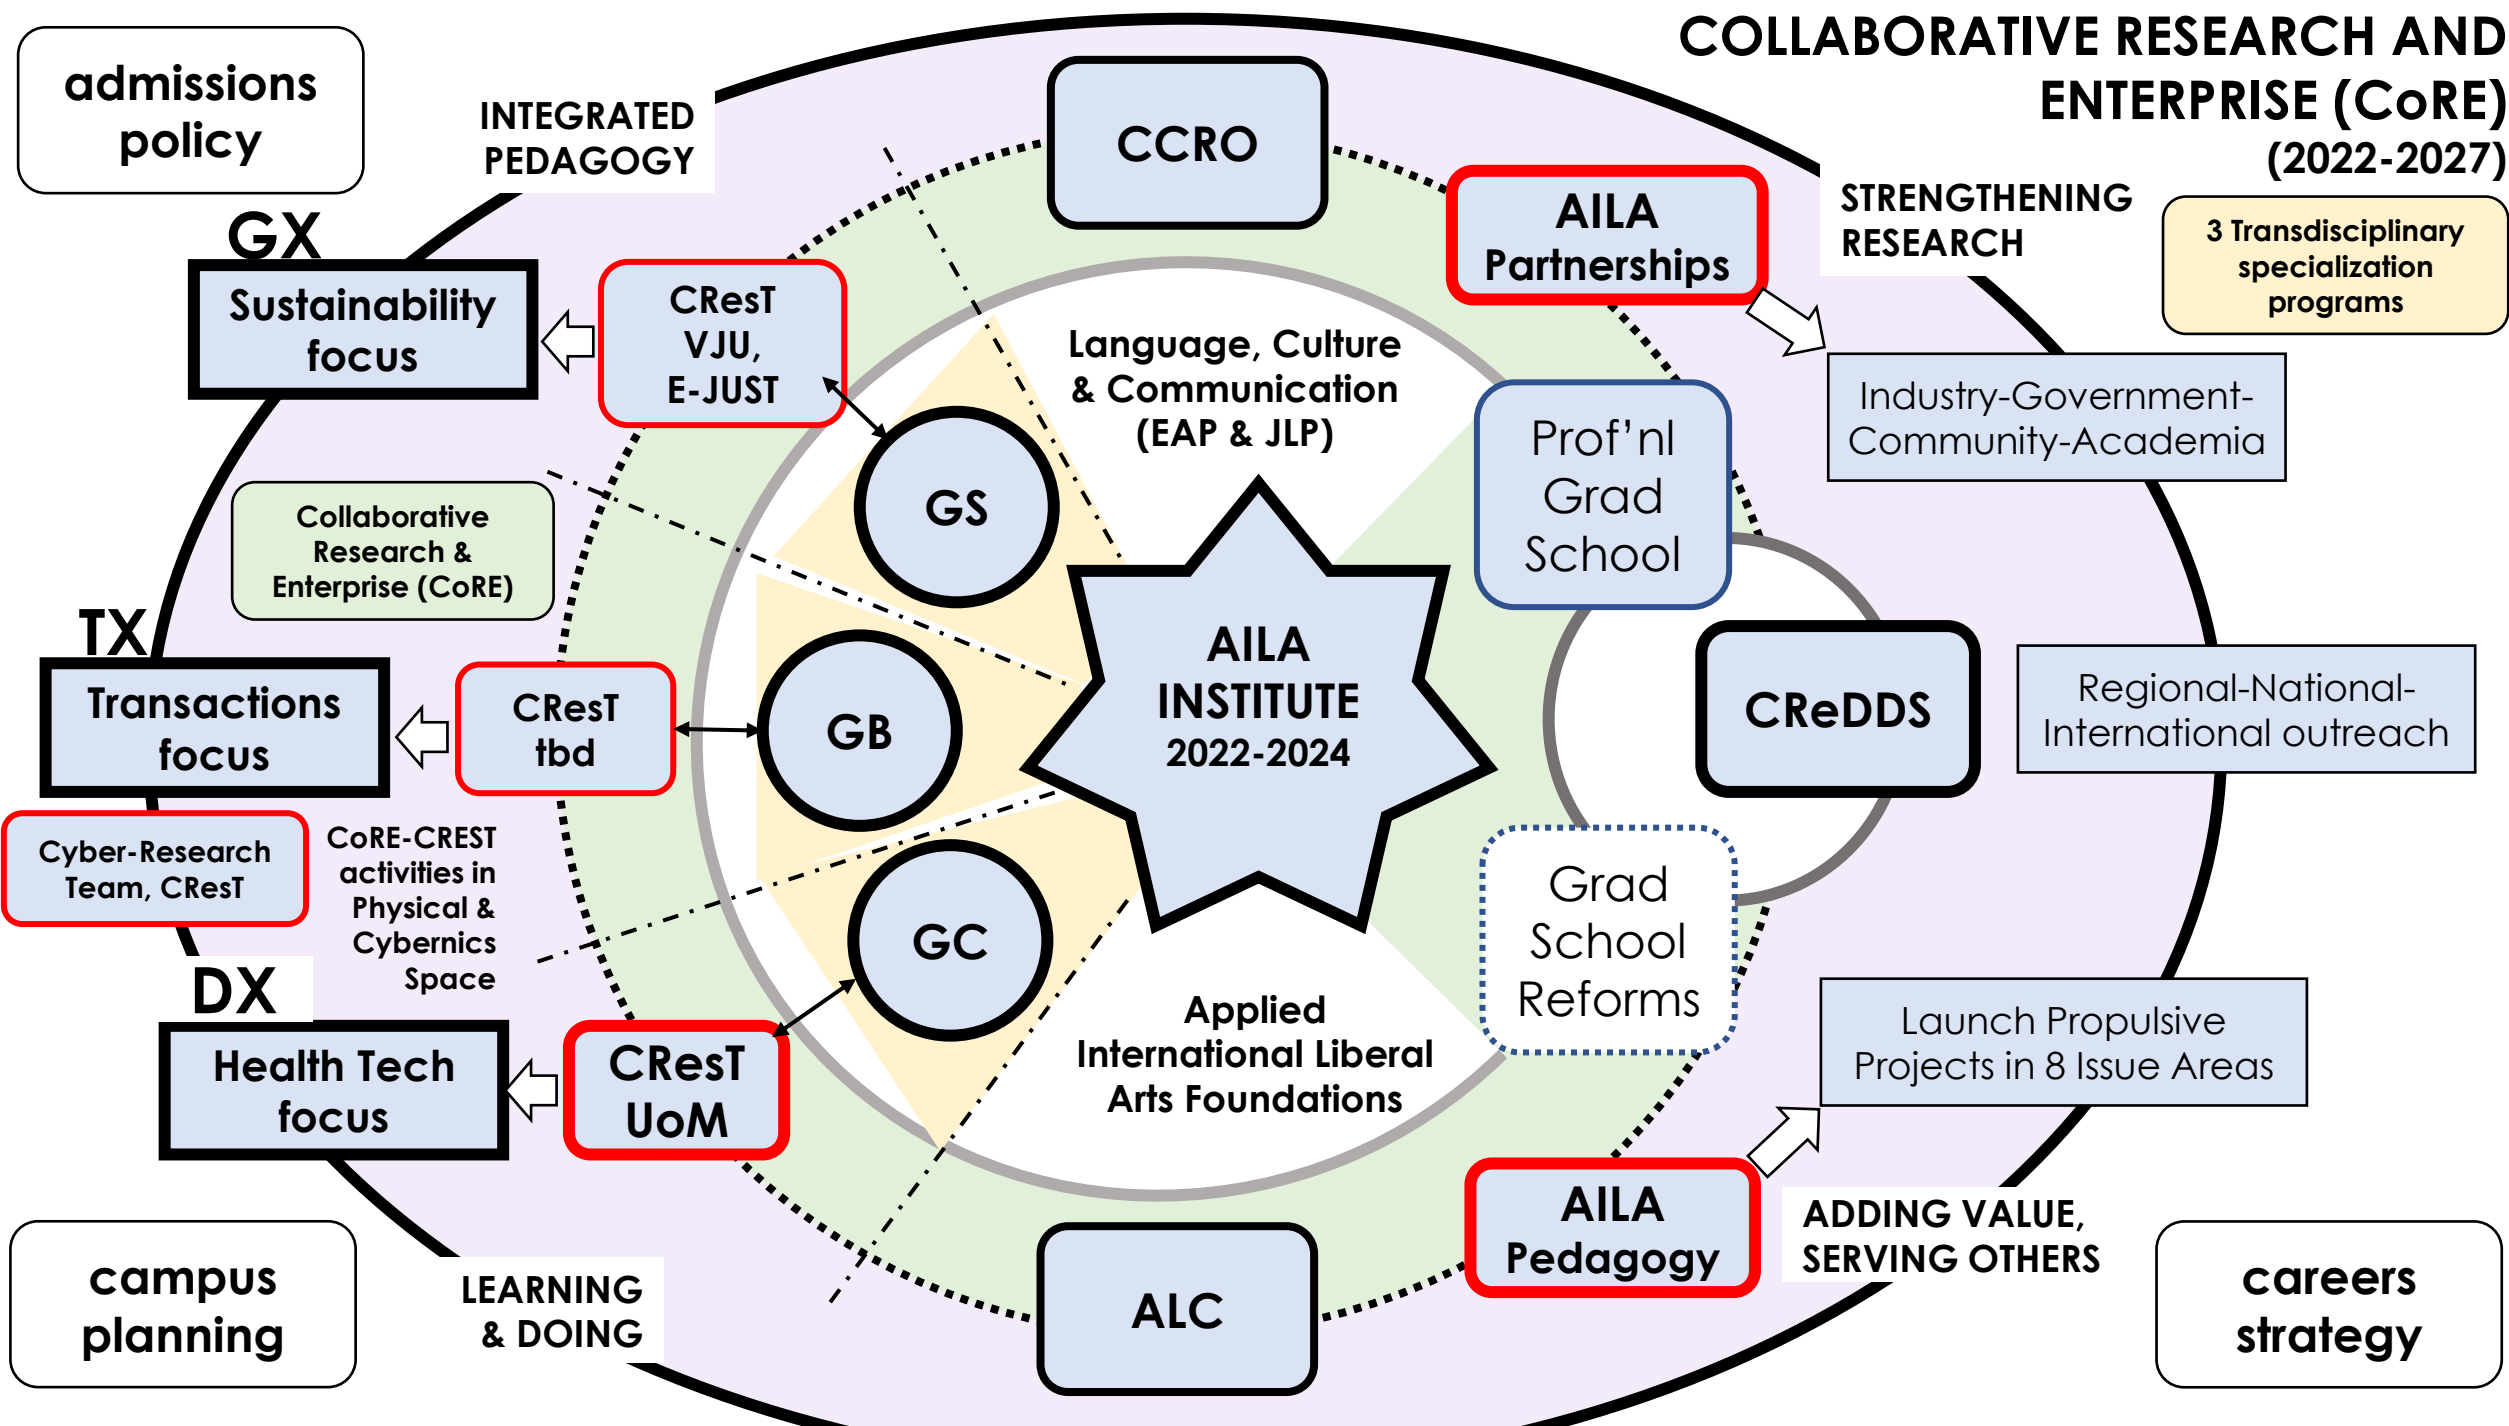 COLLABORATIVE RESEARCH AND
ENTERPRISE (CoRE)
(2022-2027)
admissions
policy
INTEGRATED
PEDAGOGY
CCRO
AILA
Partnerships
STRENGTHENING
RESEARCH
3 Transdisciplinary
specialization
programs
GX
Sustainability
focus
CResT
VJU,
E-JUST
Language, Culture
& Communication
(EAP & JLP)
Prof'nl
Grad
School
Industry-Government-
Community-Academia
Collaborative
Research &
Enterprise (CoRE)
GS
TX
Transactions
focus
CResT
tbd
GB
AILA
INSTITUTE
2022-2024
CReDDS
Regional-National-
International outreach
Cyber-Research
Team, CResT
CoRE-CREST
activities in
Physical &
Cybernics
Space
GC
Grad
School
Reforms
DX
Health Tech
focus
CResT
UoM
Applied
International Liberal
Arts Foundations
Launch Propulsive
Projects in 8 Issue Areas
AILA
Pedagogy
ADDING VALUE,
SERVING OTHERS
campus
planning
LEARNING
& DOING
ALC
careers
strategy